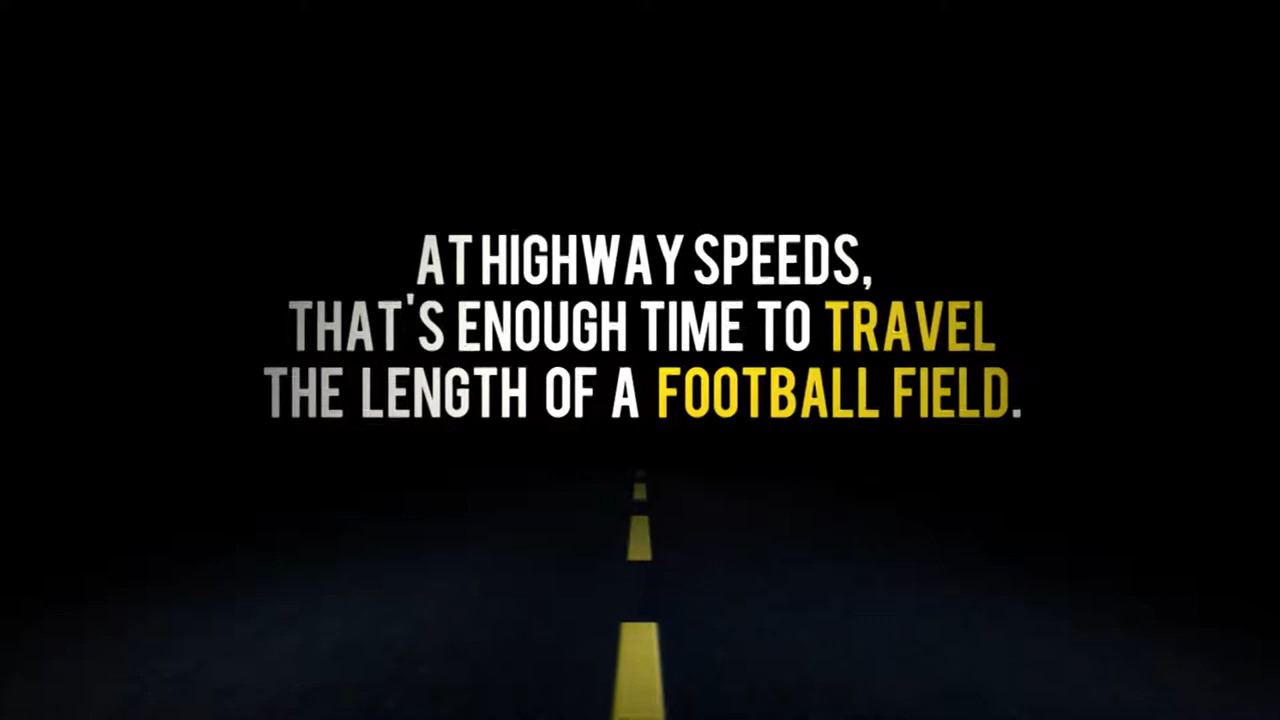 AT HIGHWAY SPEEDS,
THAT'S ENOUGH TIME TO TRAVEL
THE LENGTH OF A FOOTBALL FIELD.